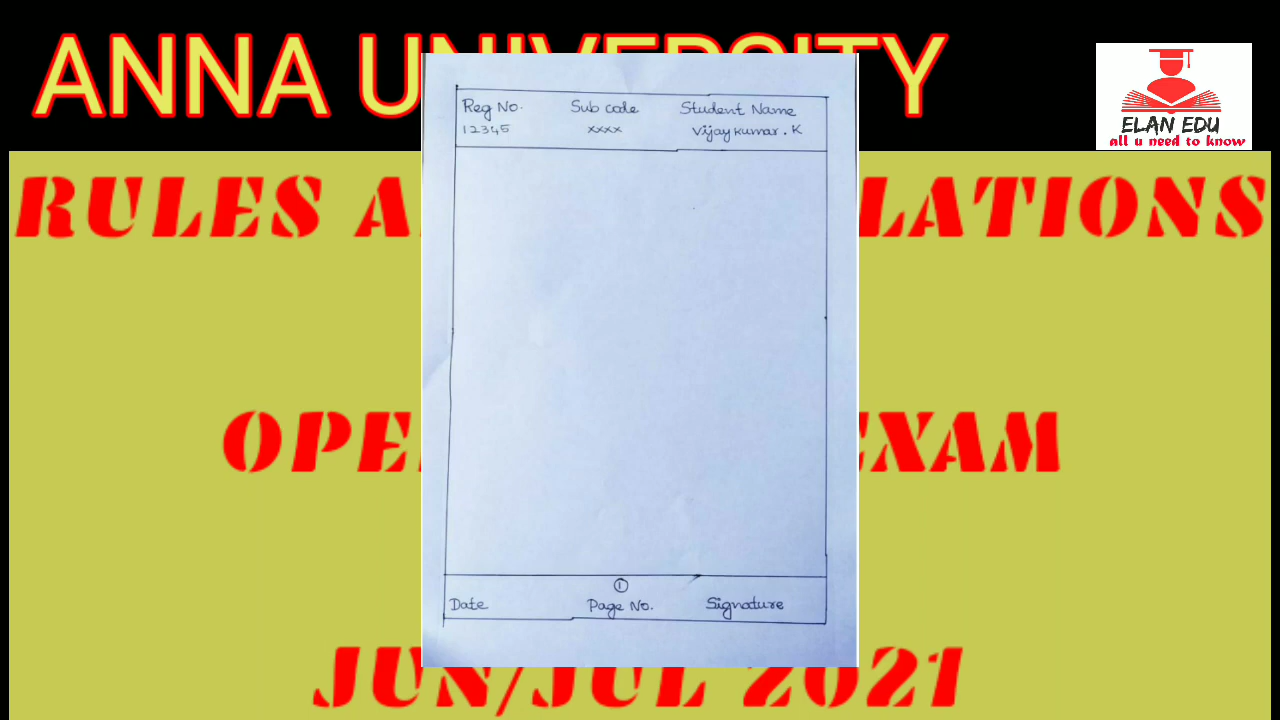 ANNA UNIVERSITY
ELAN EDU
all u need to know
RULES A LATIONS
OPE EXAM
JUN/JUL 2021
Reg No. Sub code Student Name
12345 xxxx Vijay kumar . K
1
Date Page No. Signature